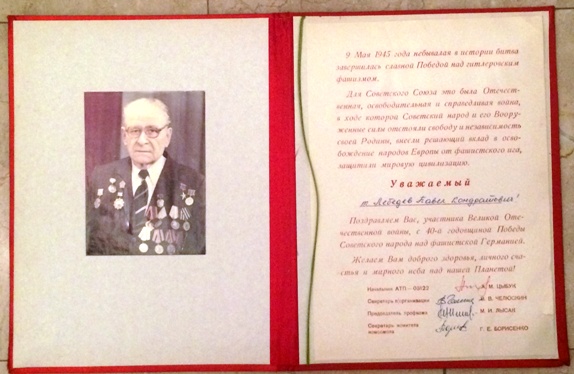 9 Мая 1945 года небывалая в истории битва
завершилась славной Победой над гитлеровским
фашизмом.
Для Советского Союза это была Отечест-
венная, освободительная и справедливая война,
в ходе которой Советский народ и его Воору-
женные силы отстояли свободу и независимость
своей Родины, внесли решающий вклад в осво-
бождение народов Европы от фашистского ига,
защитили мировую цивилизацию.
Уважаемый
т. Лебедев Павел Кондратьевич!
Поздравляем Вас, участника Великой Оте-
чественной войны, с 40-й годовщиной Победы
Советского народа над фашистской Германией.
Желаем Вам доброго здоровья, личного сча-
стья и мирного неба над нашей Планетой!
Начальник АТП – 03122 М. ЦЫБУК
Секретарь парторганизации В. ЧЕЛЮСКИН
Председатель профкома М. И. ЛЫСАК
Секретарь комитета
комсомола Г. Е. БОРИСЕНКО